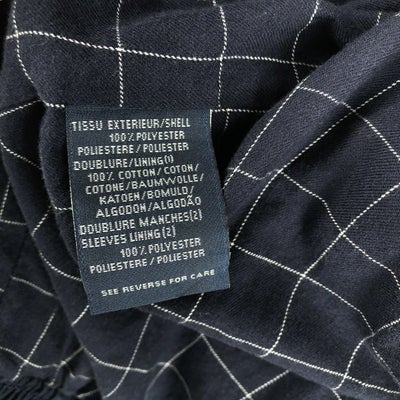 TISSU EXTERIEUR/SHELL
100% POLYESTER
POLIESTERE / POLIESTER
DOUBLURE/LINING(1)
100% COTTON / COTON/
COTONE/BAUMWOLLE/
KATOEN/BOMULD/
ALGODON/ALGODÃO
DOUBLURE MANCHES(2)
SLEEVES LINING(2)
100% POLYESTER
POLIESTERE / POLIESTER
SEE REVERSE FOR CARE